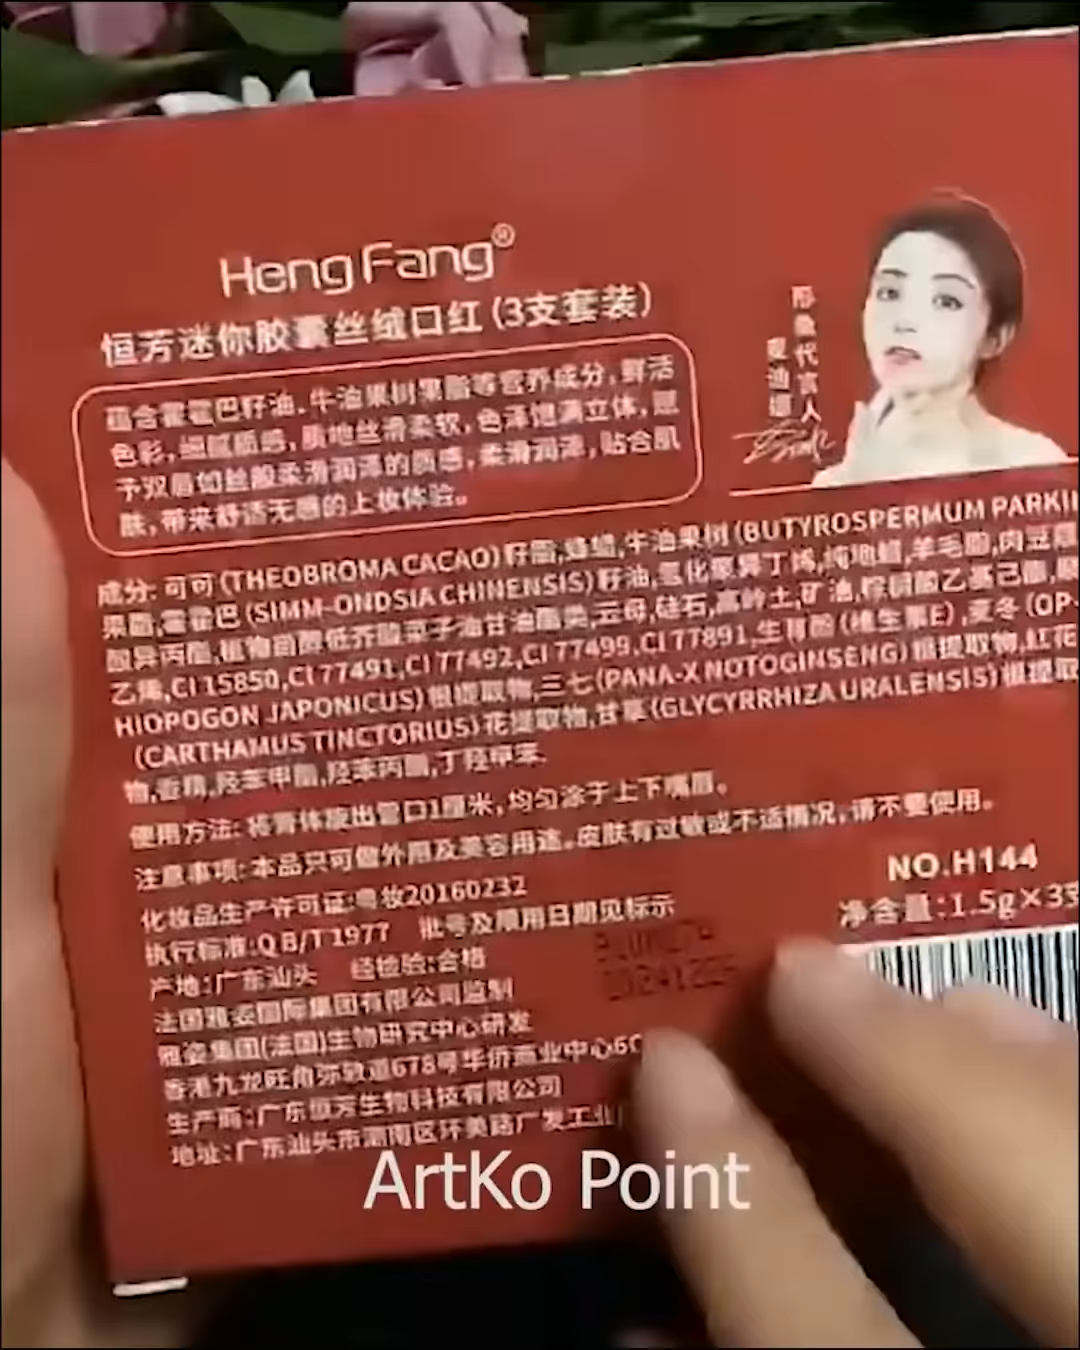 Heng Fang®
恒芳迷你胶囊丝绒口红(3支套装)
蕴含霍霍巴籽油,牛油果树果脂等营养成分,鲜活
色彩,细腻质感,质地丝滑柔软,色泽饱满立体,赋
予双唇如丝般柔滑润泽的质感,柔滑润泽,贴合肌
肤,带来舒适无感的上妆体验。
形象代言人
夏迪娜
成分:可可(THEOBROMA CACAO)籽脂,蜂蜡,牛油果树(BUTYROSPERMUM PARKII
果脂,霍霍巴(SIMM-ONDSIA CHINENSIS)籽油,氢化聚异丁烯,纯地蜡,羊毛脂,肉豆蔻
酸异丙酯,植物甾醇低芥酸菜子油甘油酯类,云母,硅石,高岭土,矿油,棕榈酸乙基己酯,聚
乙烯,CI 15850,CI 77491,CI 77492,CI 77499,CI 77891,生育酚(维生素E),麦冬(OP-
HIOPOGON JAPONICUS)根提取物,三七(PANA-X NOTOGINSENG)根提取物,红花
(CARTHAMUS TINCTORIUS)花提取物,甘草(GLYCYRRHIZA URALENSIS)根提取
物,香精,羟苯甲酯,羟苯丙酯,丁羟甲苯.
使用方法:将膏体旋出管口1厘米,均匀涂于上下嘴唇。
注意事项:本品只可做外用及美容用途。皮肤有过敏或不适情况,请不要使用。
化妆品生产许可证:粤妆20160232
执行标准:QB/T 1977 批号及限用日期见标示
产地:广东汕头 经检验:合格
20241225
法国雅姿国际集团有限公司监制
雅姿集团(法国)生物研究中心研发
香港九龙旺角弥敦道678号华侨商业中心6C
生产商:广东恒芳生物科技有限公司
地址:广东汕头市潮南区环美路广发工业
NO.H144
净含量:1.5g×3支
ArtKo Point